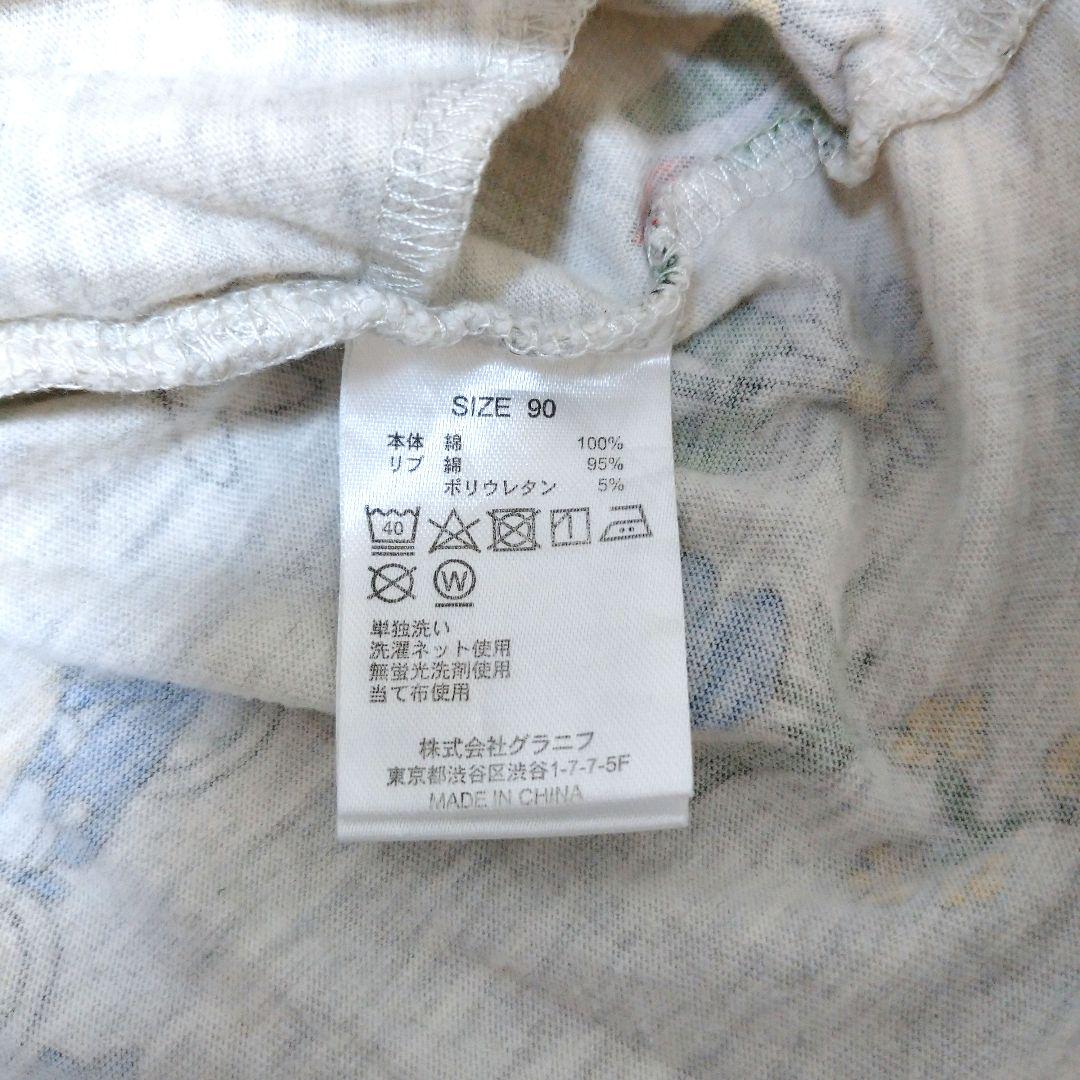 SIZE 90
本体 綿 100%
リブ 綿 95%
ポリウレタン 5%
40
W
単独洗い
洗濯ネット使用
無蛍光洗剤使用
当て布使用
株式会社グラニフ
東京都渋谷区渋谷1-7-7-5F
MADE IN CHINA